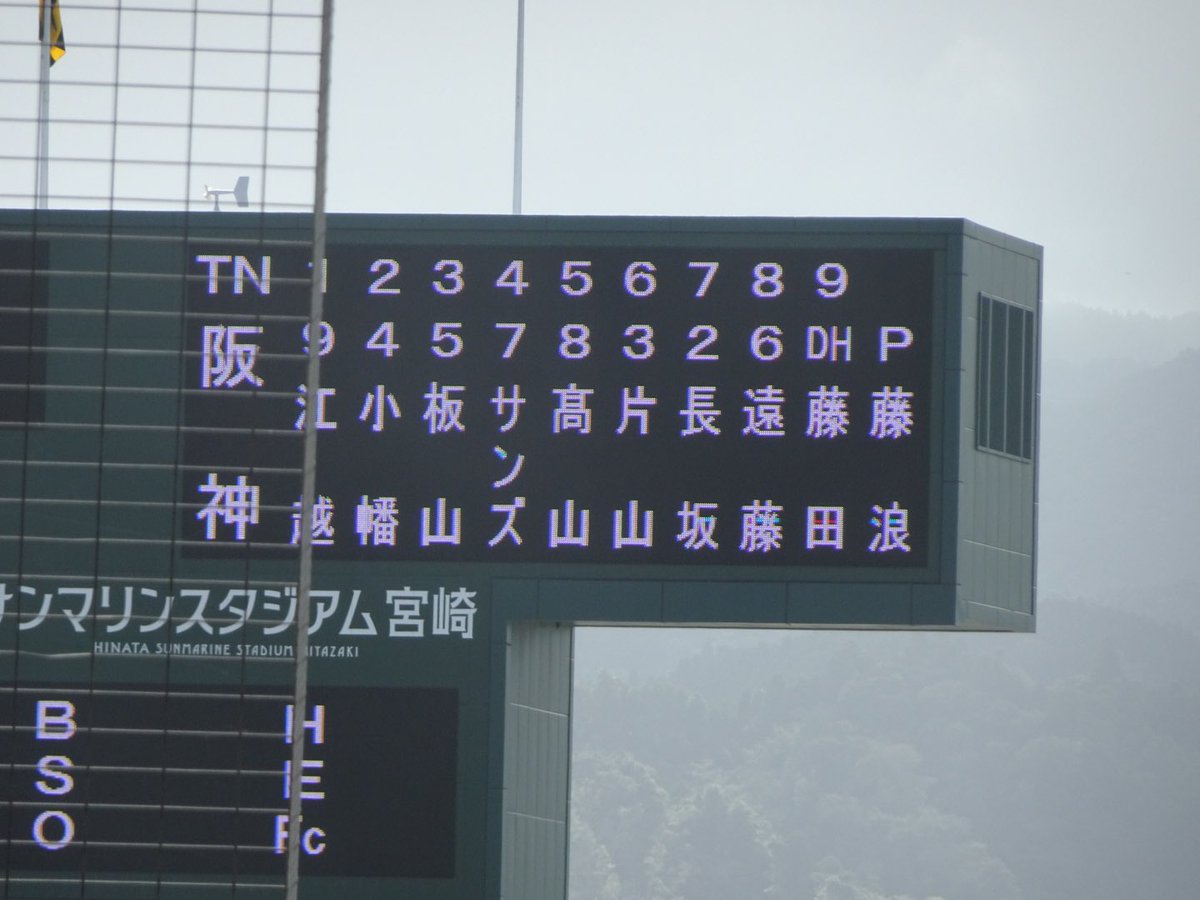 TN 1 2 3 4 5 6 7 8 9
9 4 5 7 8 3 2 6 DH P
阪神
江越
小幡
板山
サンズ
髙山
片山
長坂
遠藤
藤田
藤浪
サンマリンスタジアム宮崎
HINATA SUNMARINE STADIUM MIYAZAKI
B H
S E
O Fc